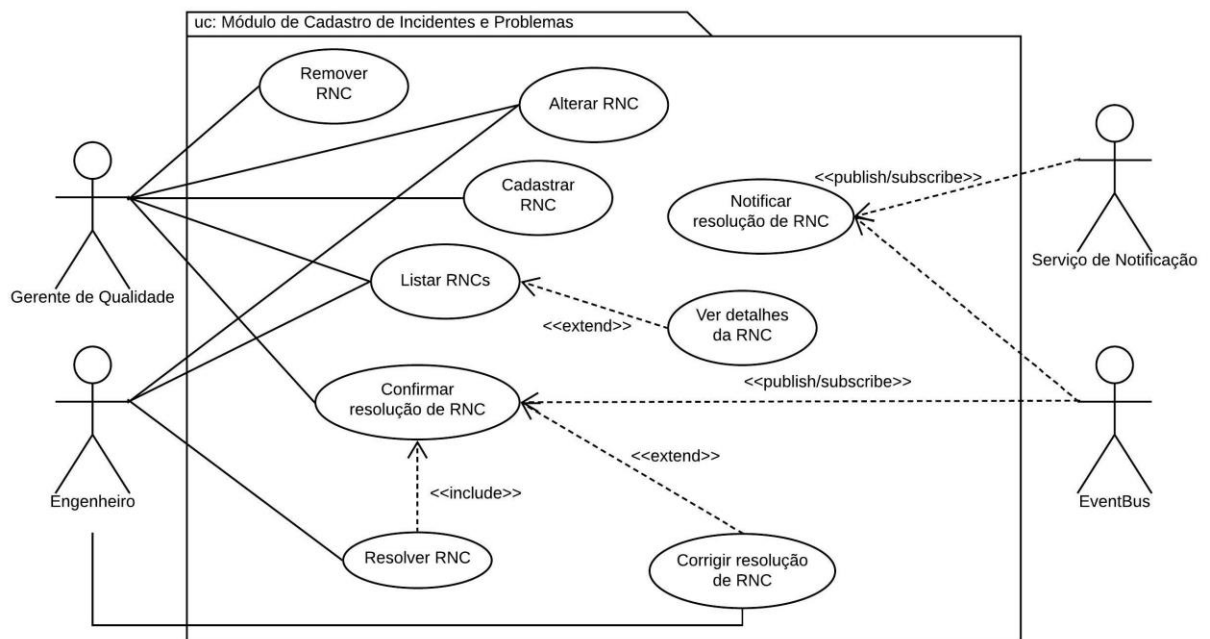 uc: Módulo de Cadastro de Incidentes e Problemas
Remover
RNC
Alterar RNC
Cadastrar
RNC
<<publish/subscribe>>
Notificar
resolução de RNC
Serviço de Notificação
Gerente de Qualidade
Listar RNCs
<<extend>>
Ver detalhes
da RNC
Confirmar
resolução de RNC
<<publish/subscribe>>
<<extend>>
<<include>>
Engenheiro
EventBus
Resolver RNC
Corrigir resolução
de RNC